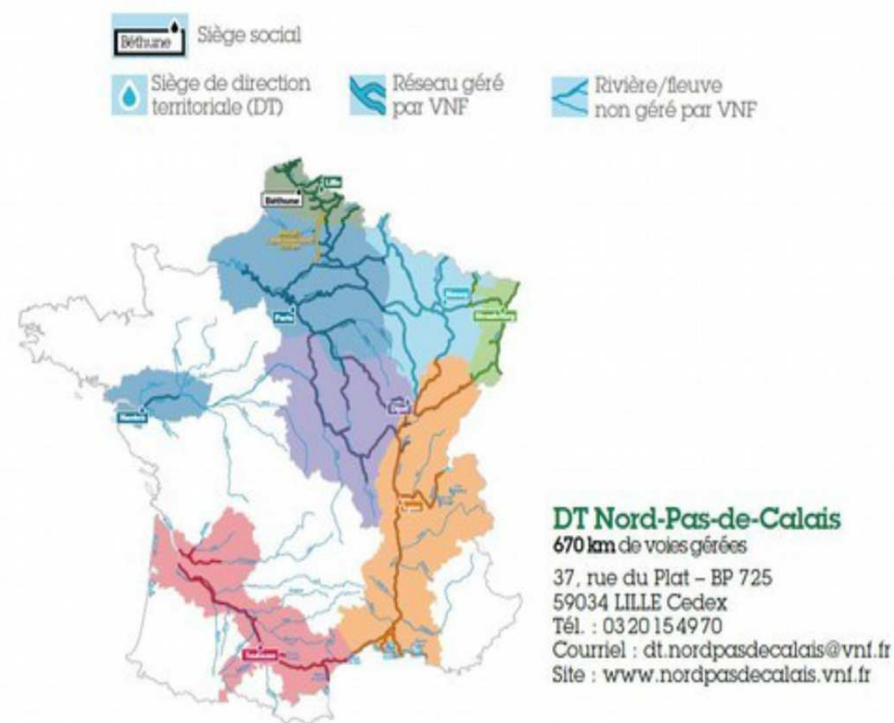 Béthune
Siège social
Siège de direction
territoriale (DT)
Réseau géré
par VNF
Rivière/fleuve
non géré par VNF
Lille
Béthune
Paris
Strasbourg
Nantes
Toulouse
DT Nord-Pas-de-Calais
670 km de voies gérées
37, rue du Plat – BP 725
59034 LILLE Cedex
Tél. : 03 20 15 49 70
Courriel : dt.nordpasdecalais@vnf.fr
Site : www.nordpasdecalais.vnf.fr